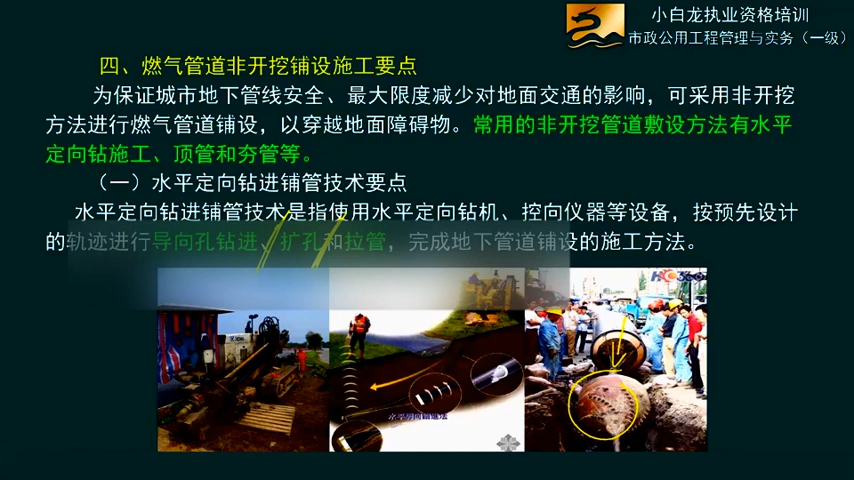 小白龙执业资格培训
市政公用工程管理与实务（一级）
四、燃气管道非开挖铺设施工要点
为保证城市地下管线安全、最大限度减少对地面交通的影响，可采用非开挖
方法进行燃气管道铺设，以穿越地面障碍物。常用的非开挖管道敷设方法有水平
定向钻施工、顶管和夯管等。
（一）水平定向钻进铺管技术要点
水平定向钻进铺管技术是指使用水平定向钻机、控向仪器等设备，按预先设计
的轨迹进行导向孔钻进、扩孔和拉管，完成地下管道铺设的施工方法。